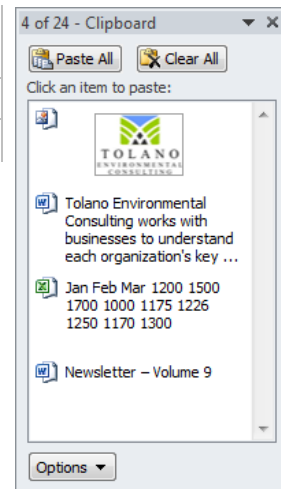 4 of 24 - Clipboard
Paste All
Clear All
Click an item to paste:
TOLANO
ENVIRONMENTAL
CONSULTING
Tolano Environmental
Consulting works with
businesses to understand
each organization's key ...
Jan Feb Mar 1200 1500
1700 1000 1175 1226
1250 1170 1300
Newsletter – Volume 9
Options